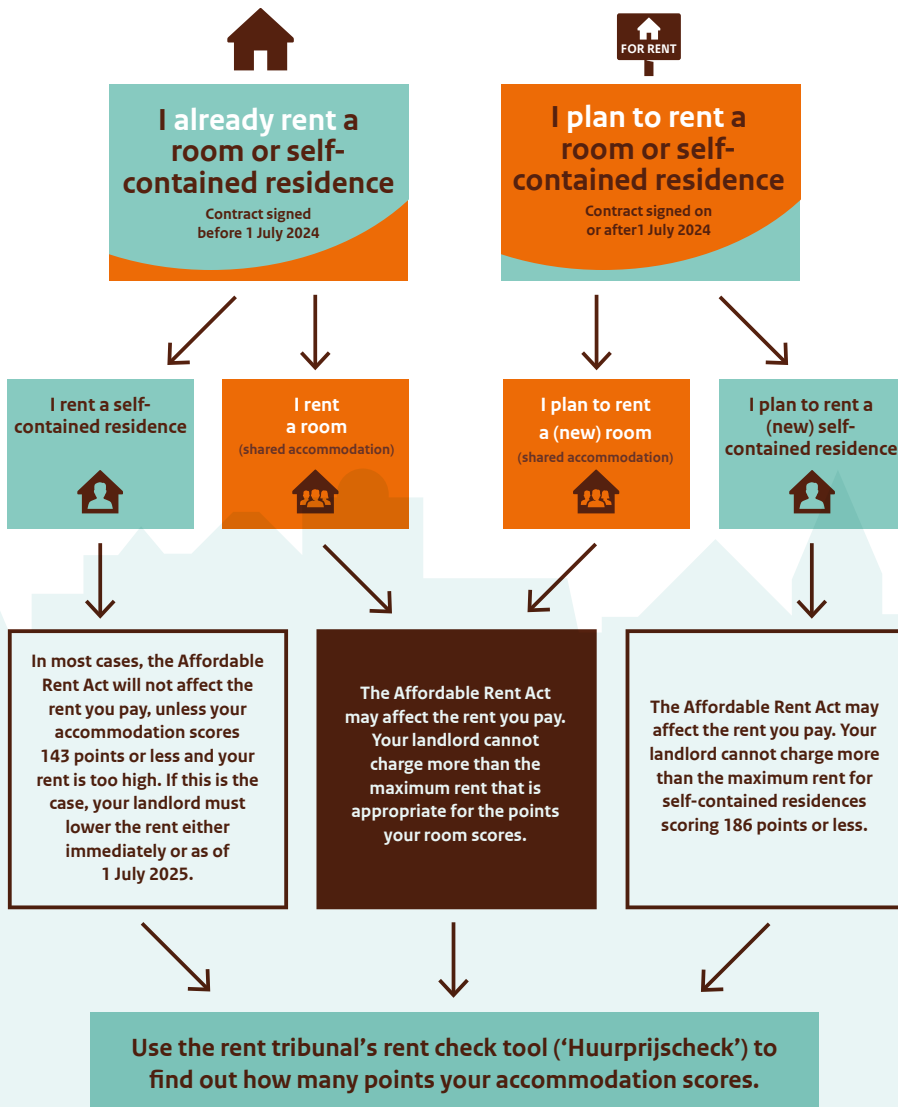 FOR RENT
I already rent a
room or self-
contained residence
Contract signed
before 1 July 2024
I plan to rent a
room or self-
contained residence
Contract signed on
or after1 July 2024
I rent a self-
contained residence
I rent
a room
(shared accommodation)
I plan to rent
a (new) room
(shared accommodation)
I plan to rent a
(new) self-
contained residence
In most cases, the Affordable
Rent Act will not affect the
rent you pay, unless your
accommodation scores
143 points or less and your
rent is too high. If this is the
case, your landlord must
lower the rent either
immediately or as of
1 July 2025.
The Affordable Rent Act
may affect the rent you pay.
Your landlord cannot
charge more than the
maximum rent that is
appropriate for the points
your room scores.
The Affordable Rent Act may
affect the rent you pay. Your
landlord cannot charge more
than the maximum rent for
self-contained residences
scoring 186 points or less.
Use the rent tribunal’s rent check tool (‘Huurprijscheck’) to
find out how many points your accommodation scores.